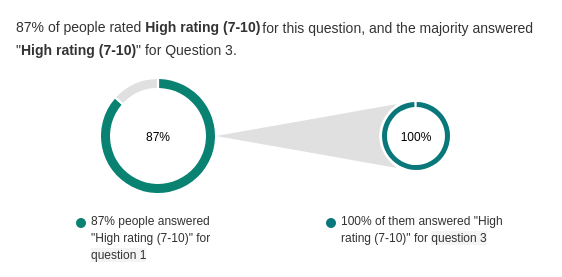 87% of people rated High rating (7-10) for this question, and the majority answered
"High rating (7-10)" for Question 3.
87%
100%
87% people answered
"High rating (7-10)" for
question 1
100% of them answered "High
rating (7-10)" for question 3